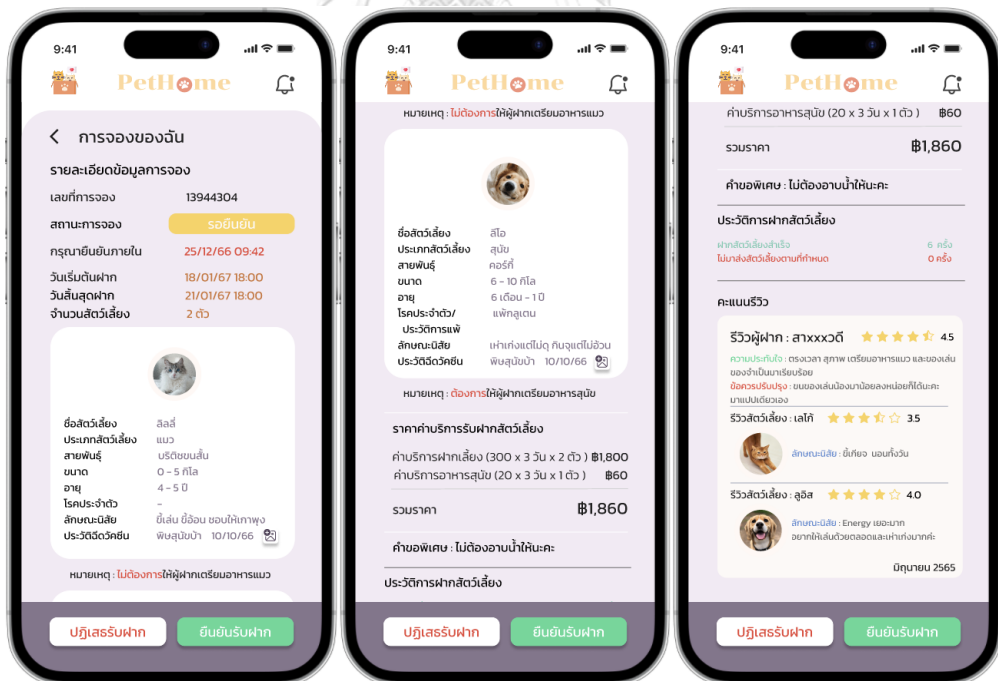 9:41
PetHome
การจองของฉัน
รายละเอียดข้อมูลการจอง
เลขที่การจอง 13944304
สถานะการจอง รอยืนยัน
กรุณายืนยันภายใน 25/12/66 09:42
วันเริ่มต้นฝาก 18/01/67 18:00
วันสิ้นสุดฝาก 21/01/67 18:00
จำนวนสัตว์เลี้ยง 2 ตัว
ชื่อสัตว์เลี้ยง ลิลลี่
ประเภทสัตว์เลี้ยง แมว
สายพันธุ์ บริติชขนสั้น
ขนาด 0 - 5 กิโล
อายุ 4 - 5 ปี
โรคประจำตัว -
ลักษณะนิสัย ขี้เล่น ขี้อ้อน ชอบให้เกาพุง
ประวัติฉีดวัคซีน พิษสุนัขบ้า 10/10/66
หมายเหตุ : ไม่ต้องการให้ผู้ฝากเตรียมอาหารแมว
ปฏิเสธรับฝาก ยืนยันรับฝาก
9:41
PetHome
หมายเหตุ : ไม่ต้องการให้ผู้ฝากเตรียมอาหารแมว
ชื่อสัตว์เลี้ยง ลีโอ
ประเภทสัตว์เลี้ยง สุนัข
สายพันธุ์ คอร์กี้
ขนาด 6 - 10 กิโล
อายุ 6 เดือน - 1 ปี
โรคประจำตัว/ แพ้กลูเตน
ประวัติการแพ้
ลักษณะนิสัย เห่าเก่งแต่ไม่ดุ กินจุแต่ไม่อ้วน
ประวัติฉีดวัคซีน พิษสุนัขบ้า 10/10/66
หมายเหตุ : ต้องการให้ผู้ฝากเตรียมอาหารสุนัข
ราคาค่าบริการรับฝากสัตว์เลี้ยง
ค่าบริการฝากเลี้ยง (300 x 3 วัน x 2 ตัว ) ฿1,800
ค่าบริการอาหารสุนัข (20 x 3 วัน x 1 ตัว ) ฿60
รวมราคา ฿1,860
คำขอพิเศษ : ไม่ต้องอาบน้ำให้นะคะ
ประวัติการฝากสัตว์เลี้ยง
ปฏิเสธรับฝาก ยืนยันรับฝาก
9:41
PetHome
ค่าบริการอาหารสุนัข (20 x 3 วัน x 1 ตัว ) ฿60
รวมราคา ฿1,860
คำขอพิเศษ : ไม่ต้องอาบน้ำให้นะคะ
ประวัติการฝากสัตว์เลี้ยง
ฝากสัตว์เลี้ยงสำเร็จ 6 ครั้ง
ไม่มาส่งสัตว์เลี้ยงตามที่กำหนด 0 ครั้ง
คะแนนรีวิว
รีวิวผู้ฝาก : สาxxxวดี 4.5
ความประทับใจ : ตรงเวลา สุภาพ เตรียมอาหารแมว และของเล่น
ของจำเป็นมาเรียบร้อย
ข้อควรปรับปรุง : ขนของเล่นน้องมาน้อยลงหน่อยก็ได้นะคะ
มาแปปเดียวเอง
รีวิวสัตว์เลี้ยง : เลโก้ 3.5
ลักษณะนิสัย : ขี้เกียจ นอนทั้งวัน
รีวิวสัตว์เลี้ยง : ลูอิส 4.0
ลักษณะนิสัย : Energy เยอะมาก
อยากให้เล่นด้วยตลอดและเห่าเก่งมากค่ะ
มิถุนายน 2565
ปฏิเสธรับฝาก ยืนยันรับฝาก